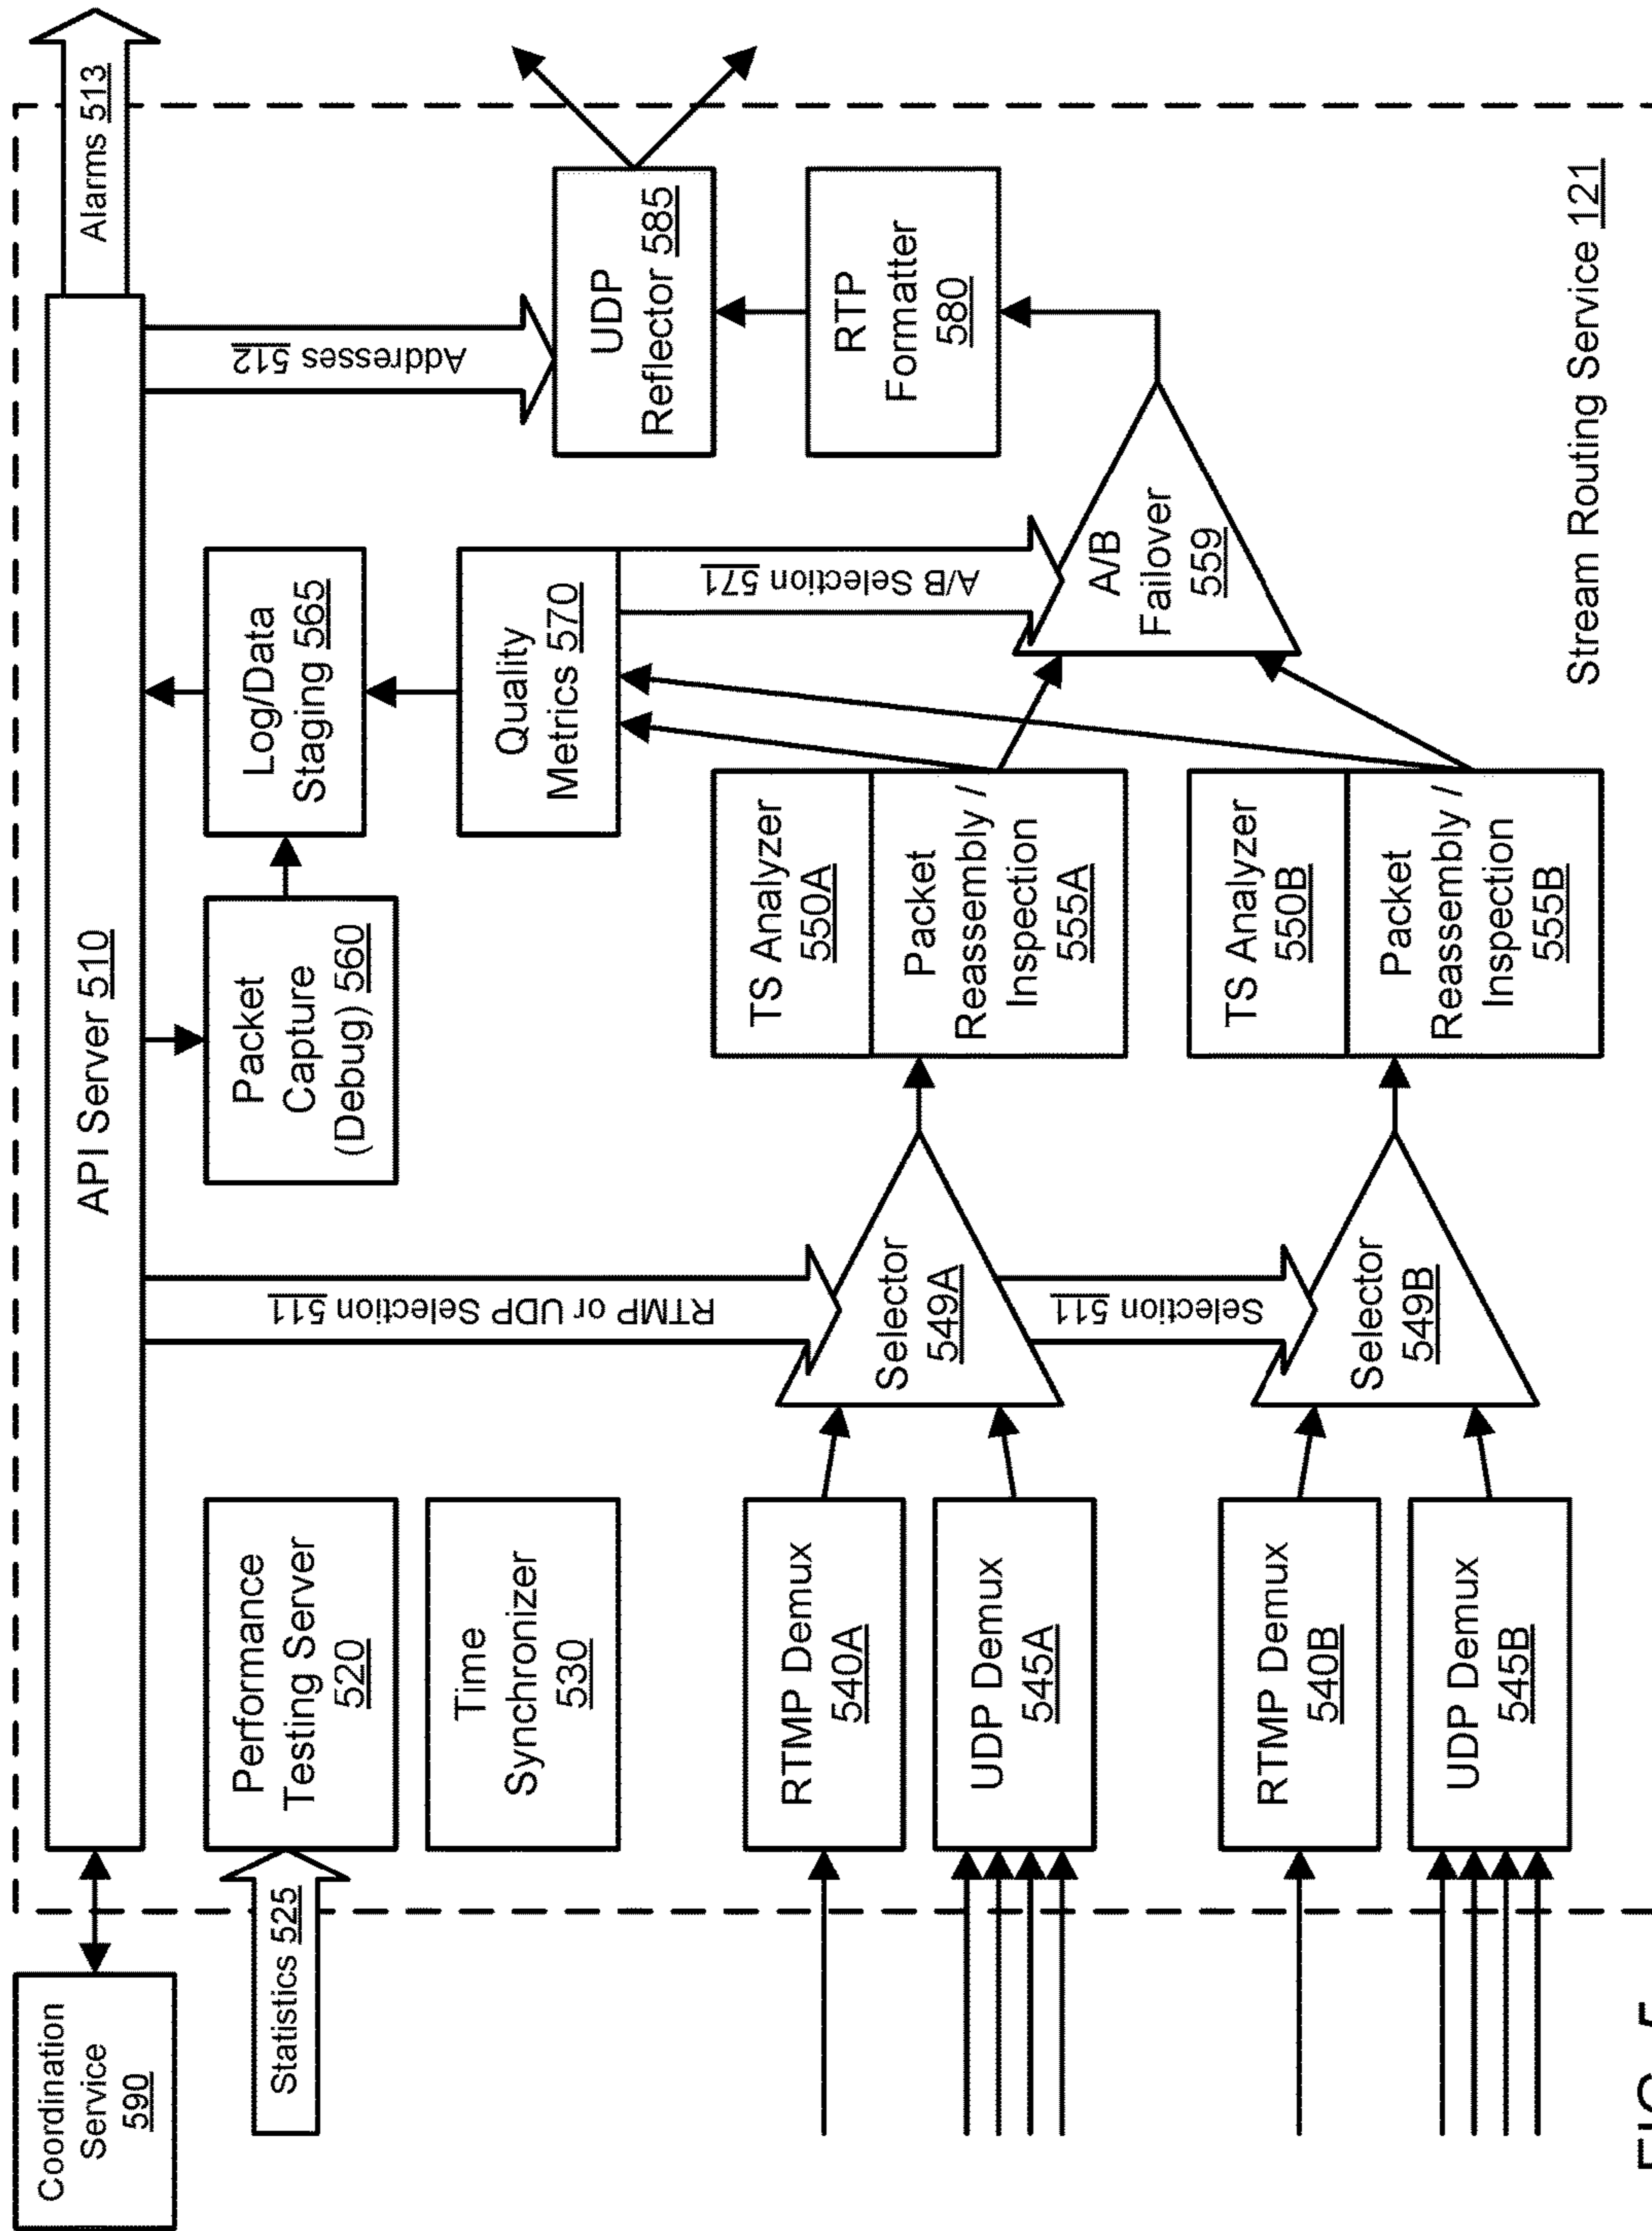 Coordination
Service
590
API Server 510
Alarms 513
Statistics 525
Performance
Testing Server
520
Time
Synchronizer
530
Packet
Capture
(Debug) 560
Log/Data
Staging 565
Quality
Metrics 570
Addresses 512
UDP
Reflector 585
RTP
Formatter
580
RTMP or UDP Selection 511
A/B Selection 571
RTMP Demux
540A
UDP Demux
545A
Selector
549A
TS Analyzer
550A
Packet
Reassembly /
Inspection
555A
A/B
Failover
559
Selection 511
RTMP Demux
540B
UDP Demux
545B
Selector
549B
TS Analyzer
550B
Packet
Reassembly /
Inspection
555B
Stream Routing Service 121